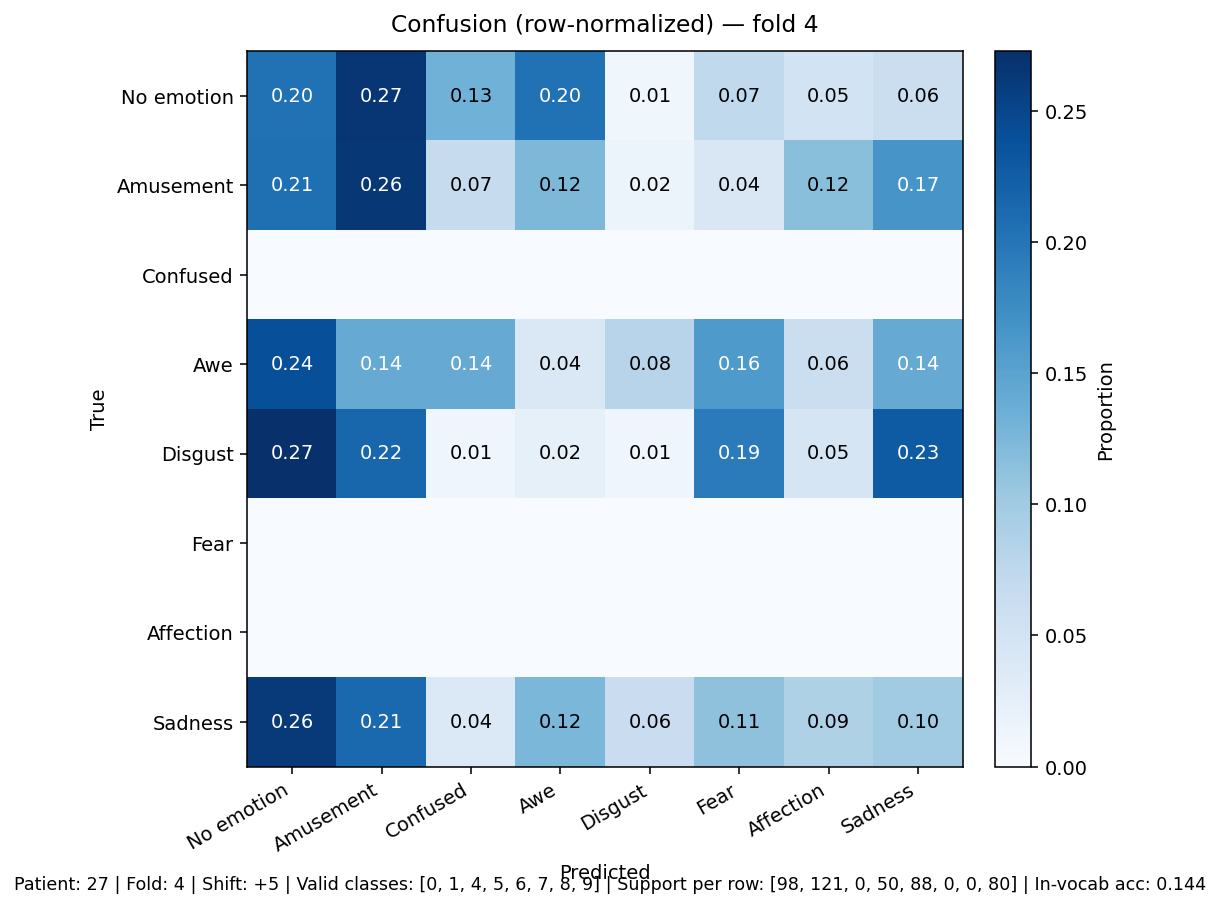 Confusion (row-normalized) — fold 4
No emotion 0.20 0.27 0.13 0.20 0.01 0.07 0.05 0.06
Amusement 0.21 0.26 0.07 0.12 0.02 0.04 0.12 0.17
Confused
Awe 0.24 0.14 0.14 0.04 0.08 0.16 0.06 0.14
Disgust 0.27 0.22 0.01 0.02 0.01 0.19 0.05 0.23
Fear
Affection
Sadness 0.26 0.21 0.04 0.12 0.06 0.11 0.09 0.10
True
No emotion Amusement Confused Awe Disgust Fear Affection Sadness
Predicted
0.25
0.20
0.15
0.10
0.05
0.00
Proportion
Patient: 27 | Fold: 4 | Shift: +5 | Valid classes: [0, 1, 4, 5, 6, 7, 8, 9] | Support per row: [98, 121, 0, 50, 88, 0, 0, 80] | In-vocab acc: 0.144